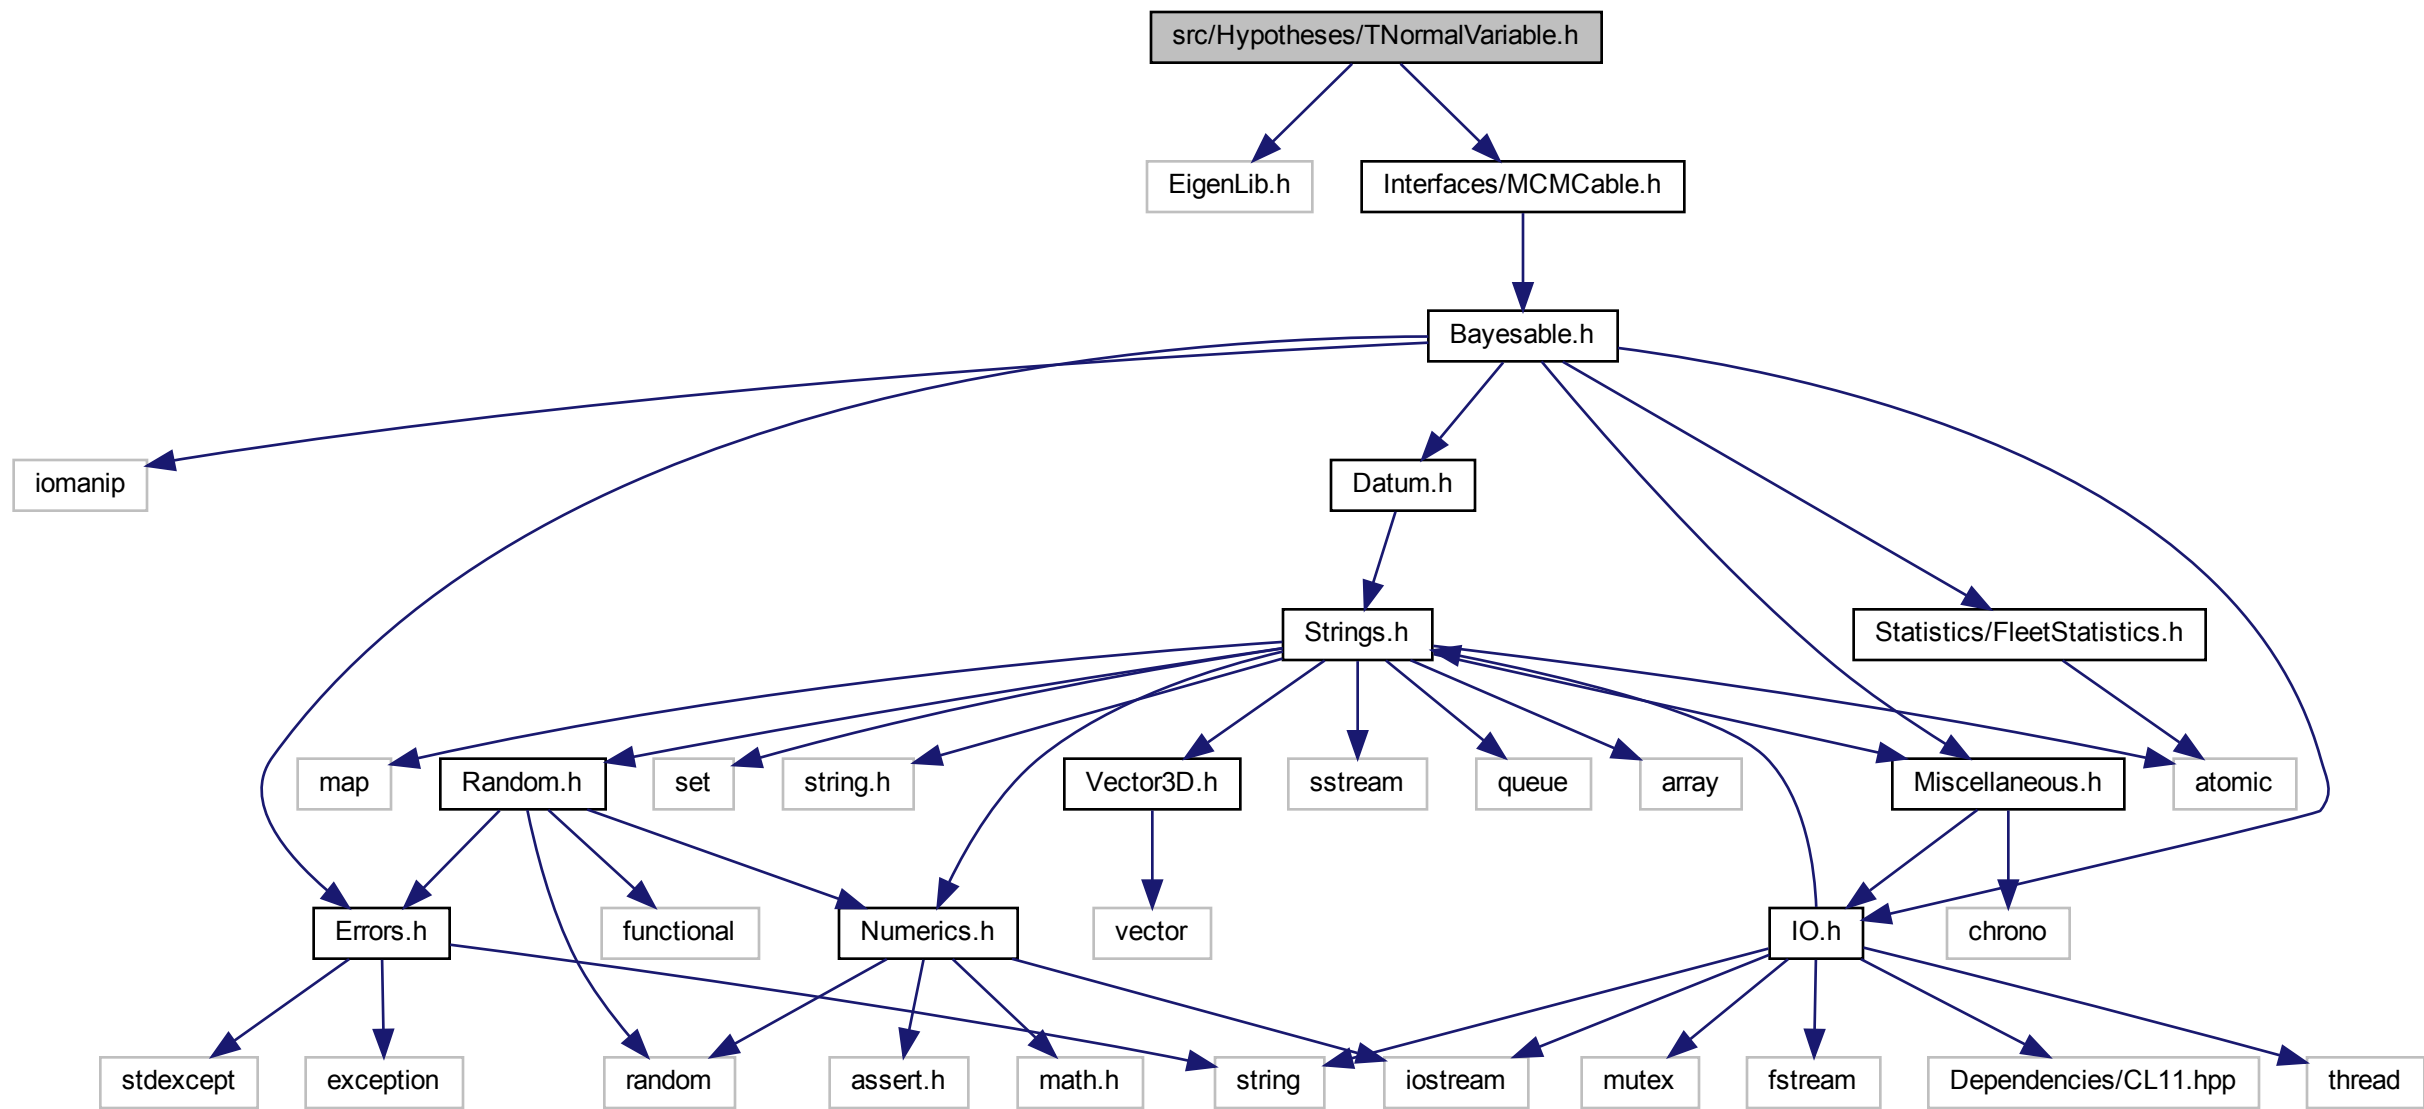 src/Hypotheses/TNormalVariable.h
EigenLib.h
Interfaces/MCMCable.h
Bayesable.h
iomanip
Datum.h
Strings.h
Statistics/FleetStatistics.h
map
Random.h
set
string.h
Vector3D.h
sstream
queue
array
Miscellaneous.h
atomic
Errors.h
functional
Numerics.h
vector
IO.h
chrono
stdexcept
exception
random
assert.h
math.h
string
iostream
mutex
fstream
Dependencies/CL11.hpp
thread